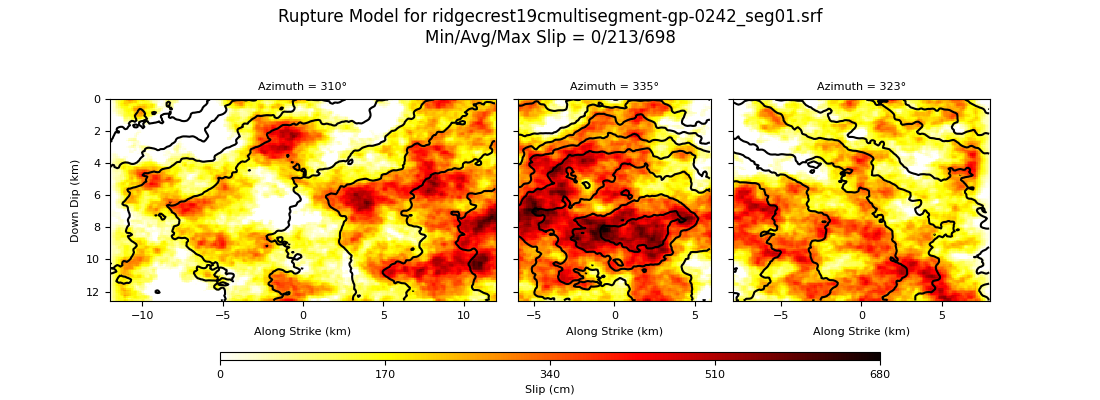 Rupture Model for ridgecrest19cmultisegment-gp-0242_seg01.srf
Min/Avg/Max Slip = 0/213/698
Azimuth = 310° Azimuth = 335° Azimuth = 323°
0
2
4
6
8
10
12
Down Dip (km)
−10 −5 0 5 10 −5 0 5 −5 0 5
Along Strike (km) Along Strike (km) Along Strike (km)
0 170 340 510 680
Slip (cm)